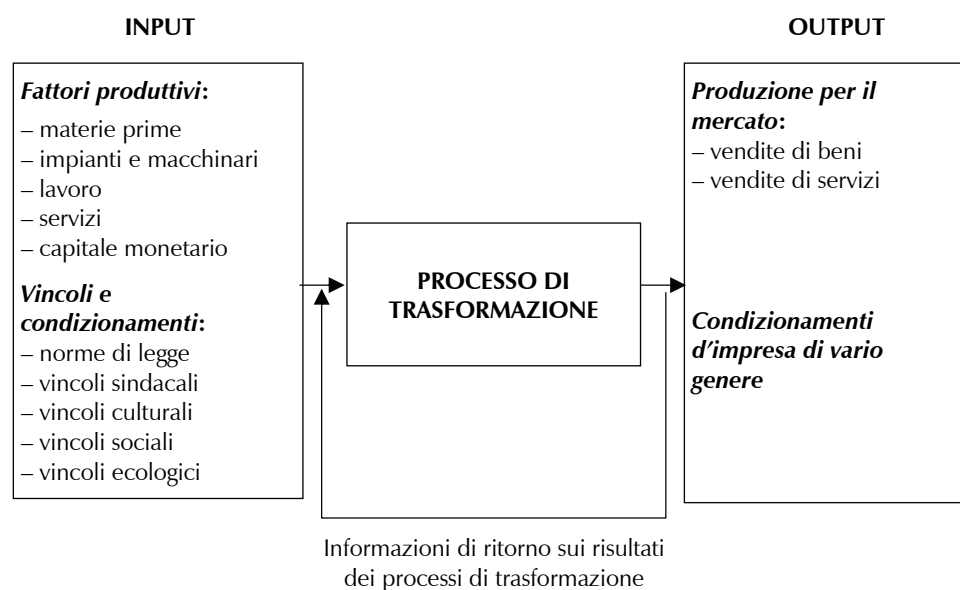 INPUT
Fattori produttivi:
– materie prime
– impianti e macchinari
– lavoro
– servizi
– capitale monetario
Vincoli e
condizionamenti:
– norme di legge
– vincoli sindacali
– vincoli culturali
– vincoli sociali
– vincoli ecologici
PROCESSO DI
TRASFORMAZIONE
OUTPUT
Produzione per il
mercato:
– vendite di beni
– vendite di servizi
Condizionamenti
d’impresa di vario
genere
Informazioni di ritorno sui risultati
dei processi di trasformazione